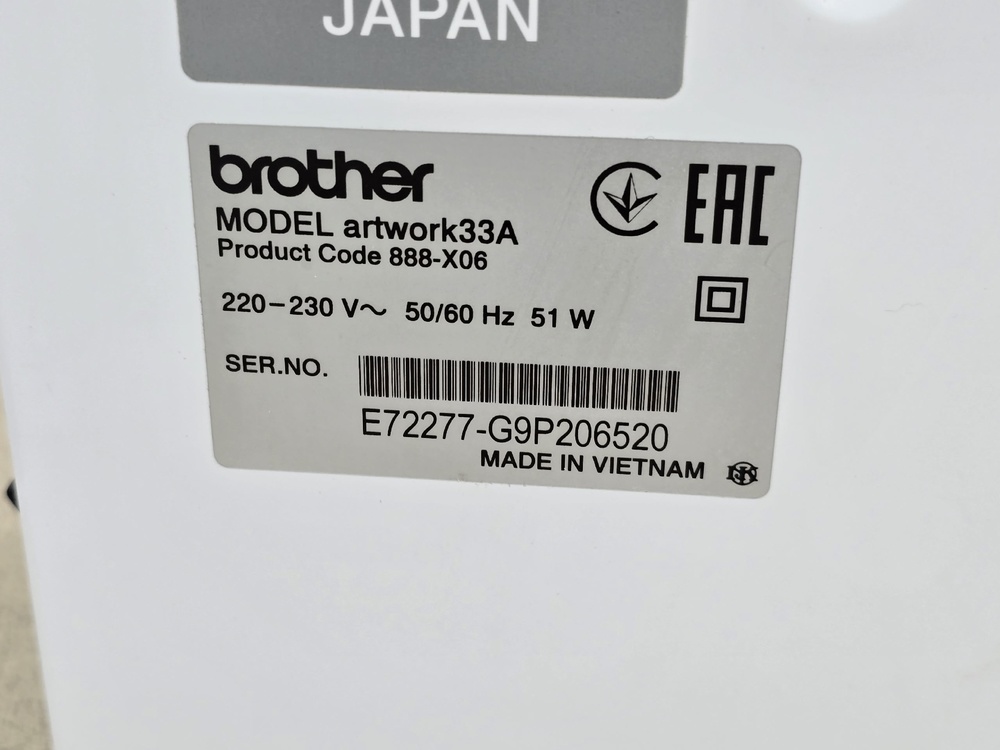 JAPAN
brother
EAC
MODEL artwork33A
Product Code 888-X06
220-230 V~ 50/60 Hz 51 W
SER.NO.
E72277-G9P206520
MADE IN VIETNAM